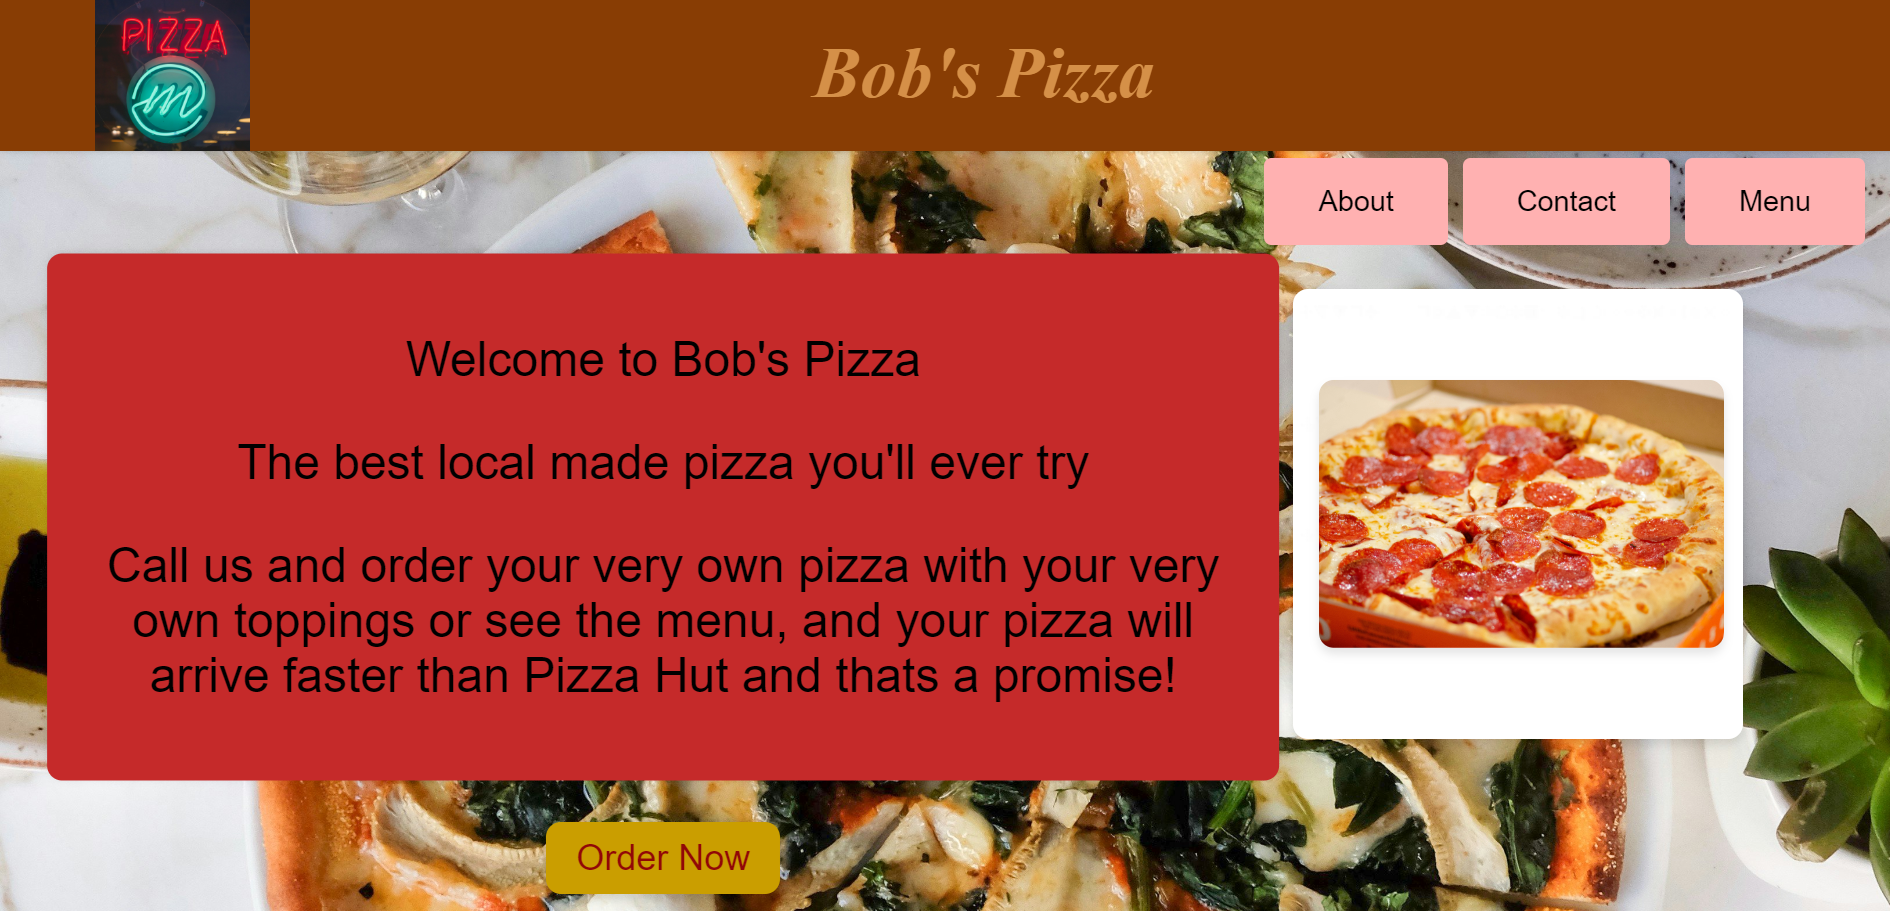 PIZZA
m
Bob's Pizza
About
Contact
Menu
Welcome to Bob's Pizza
The best local made pizza you'll ever try
Call us and order your very own pizza with your very
own toppings or see the menu, and your pizza will
arrive faster than Pizza Hut and thats a promise!
Order Now